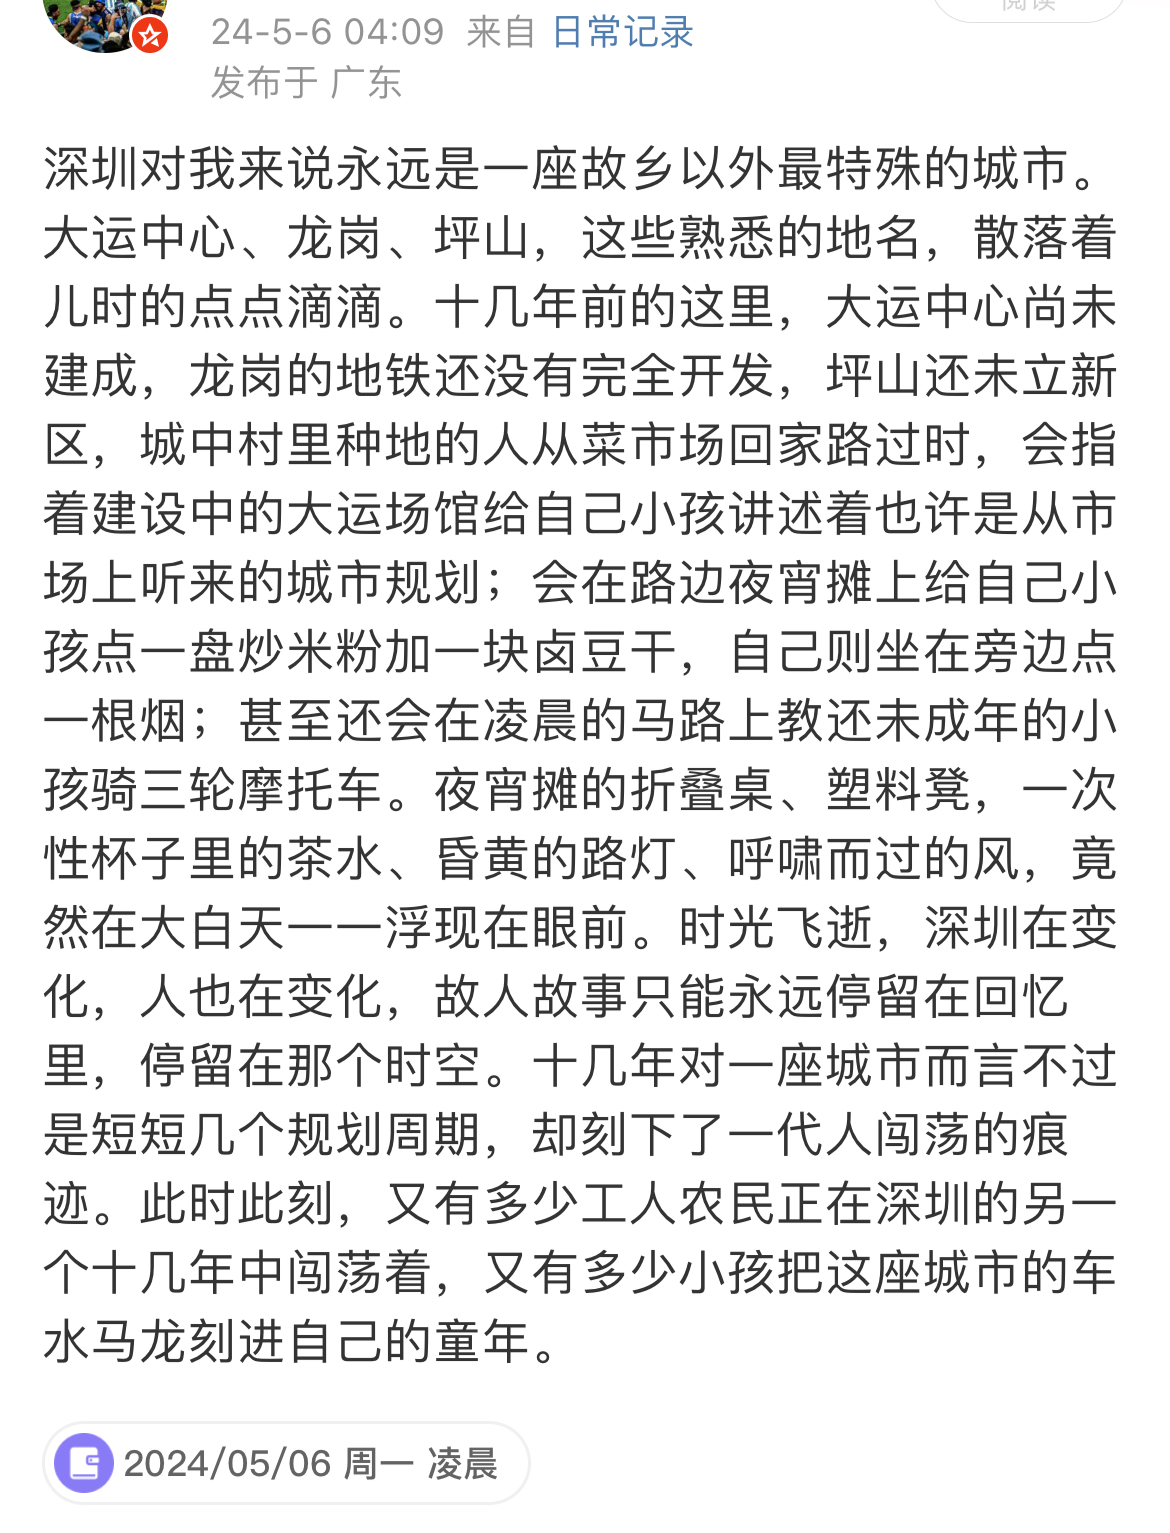 阅读
24-5-6 04:09 来自 日常记录
发布于 广东
深圳对我来说永远是一座故乡以外最特殊的城市。
大运中心、龙岗、坪山，这些熟悉的地名，散落着
儿时的点点滴滴。十几年前的这里，大运中心尚未
建成，龙岗的地铁还没有完全开发，坪山还未立新
区，城中村里种地的人从菜市场回家路过时，会指
着建设中的大运场馆给自己小孩讲述着也许是从市
场上听来的城市规划；会在路边夜宵摊上给自己小
孩点一盘炒米粉加一块卤豆干，自己则坐在旁边点
一根烟；甚至还会在凌晨的马路上教还未成年的小
孩骑三轮摩托车。夜宵摊的折叠桌、塑料凳，一次
性杯子里的茶水、昏黄的路灯、呼啸而过的风，竟
然在大白天一一浮现在眼前。时光飞逝，深圳在变
化，人也在变化，故人故事只能永远停留在回忆
里，停留在那个时空。十几年对一座城市而言不过
是短短几个规划周期，却刻下了一代人闯荡的痕
迹。此时此刻，又有多少工人农民正在深圳的另一
个十几年中闯荡着，又有多少小孩把这座城市的车
水马龙刻进自己的童年。
2024/05/06 周一 凌晨